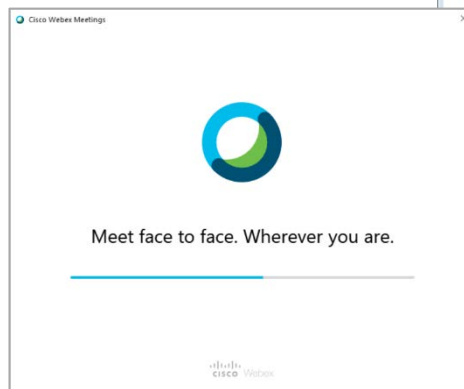 Cisco Webex Meetings
Meet face to face. Wherever you are.
cisco Webex